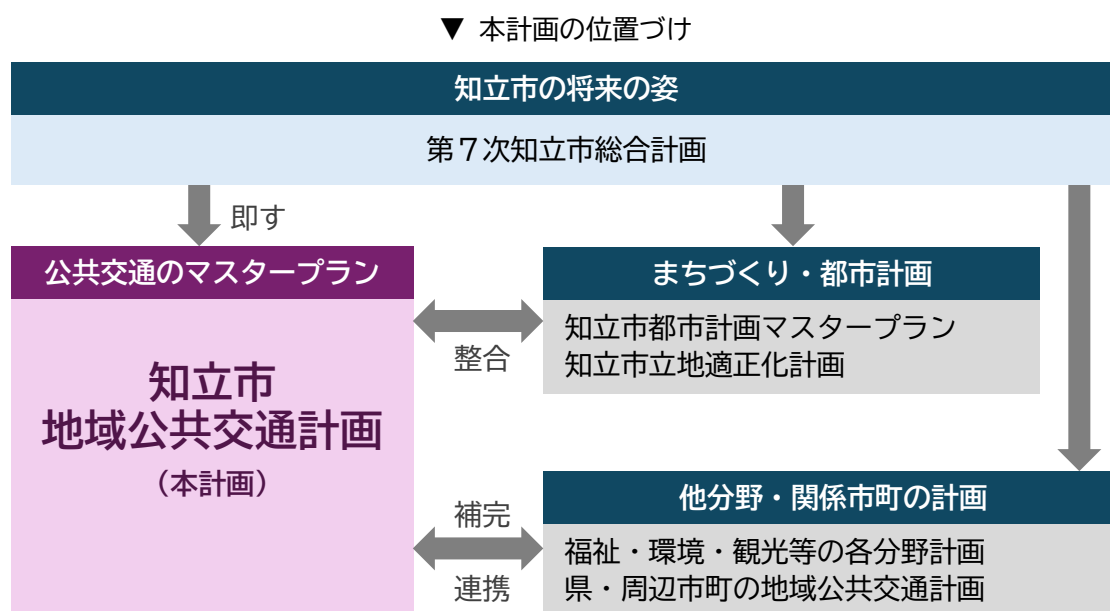 ▼ 本計画の位置づけ
知立市の将来の姿
第７次知立市総合計画
即す
公共交通のマスタープラン
知立市
地域公共交通計画
（本計画）
整合
まちづくり・都市計画
知立市都市計画マスタープラン
知立市立地適正化計画
補完
連携
他分野・関係市町の計画
福祉・環境・観光等の各分野計画
県・周辺市町の地域公共交通計画